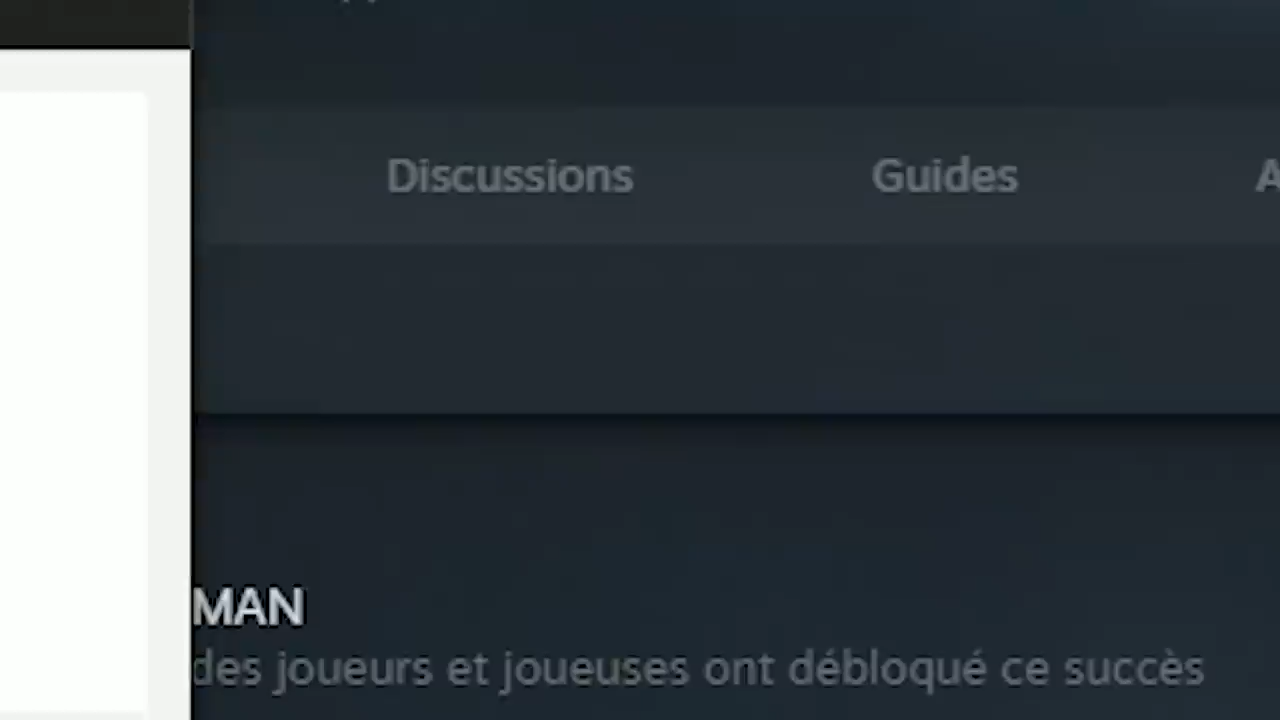 Discussions Guides
MAN
des joueurs et joueuses ont débloqué ce succès